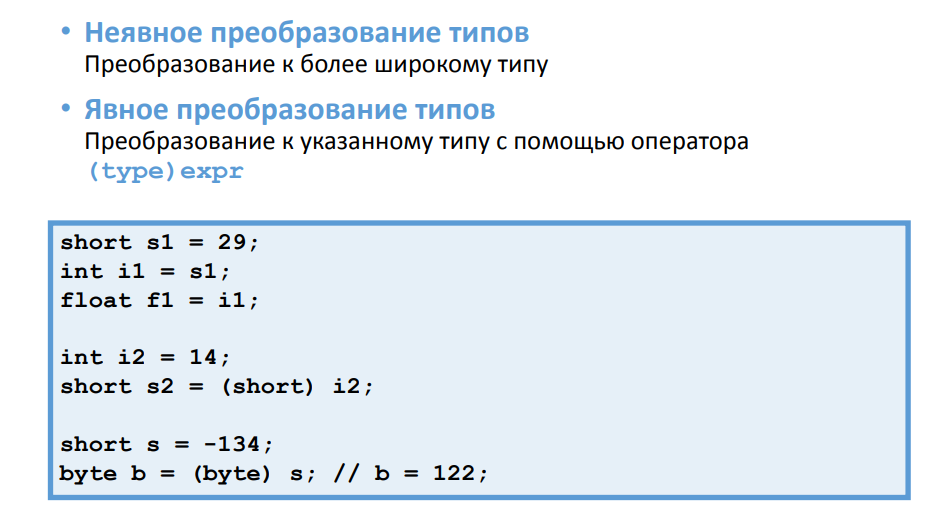 • Неявное преобразование типов
Преобразование к более широкому типу
• Явное преобразование типов
Преобразование к указанному типу с помощью оператора
(type)expr
short s1 = 29;
int i1 = s1;
float f1 = i1;
int i2 = 14;
short s2 = (short) i2;
short s = -134;
byte b = (byte) s; // b = 122;